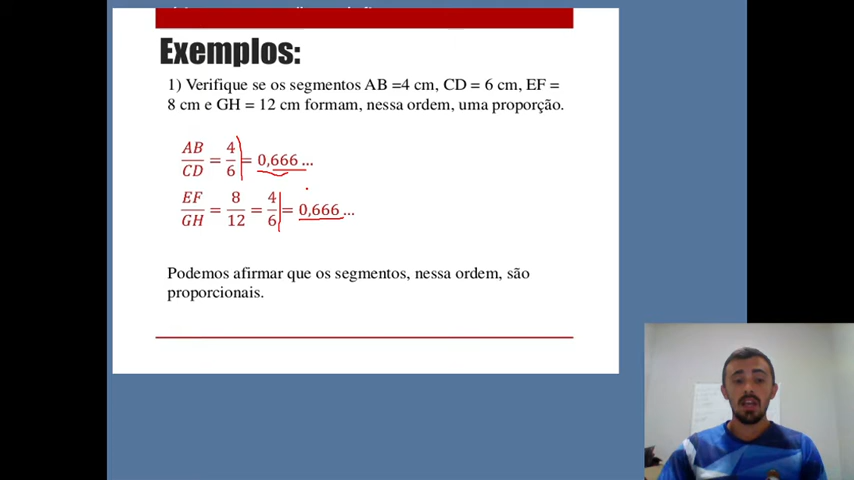 Exemplos:
1) Verifique se os segmentos AB =4 cm, CD = 6 cm, EF =
8 cm e GH = 12 cm formam, nessa ordem, uma proporção.
AB/CD = 4/6 = 0,666 ...
EF/GH = 8/12 = 4/6 = 0,666 ...
Podemos afirmar que os segmentos, nessa ordem, são
proporcionais.